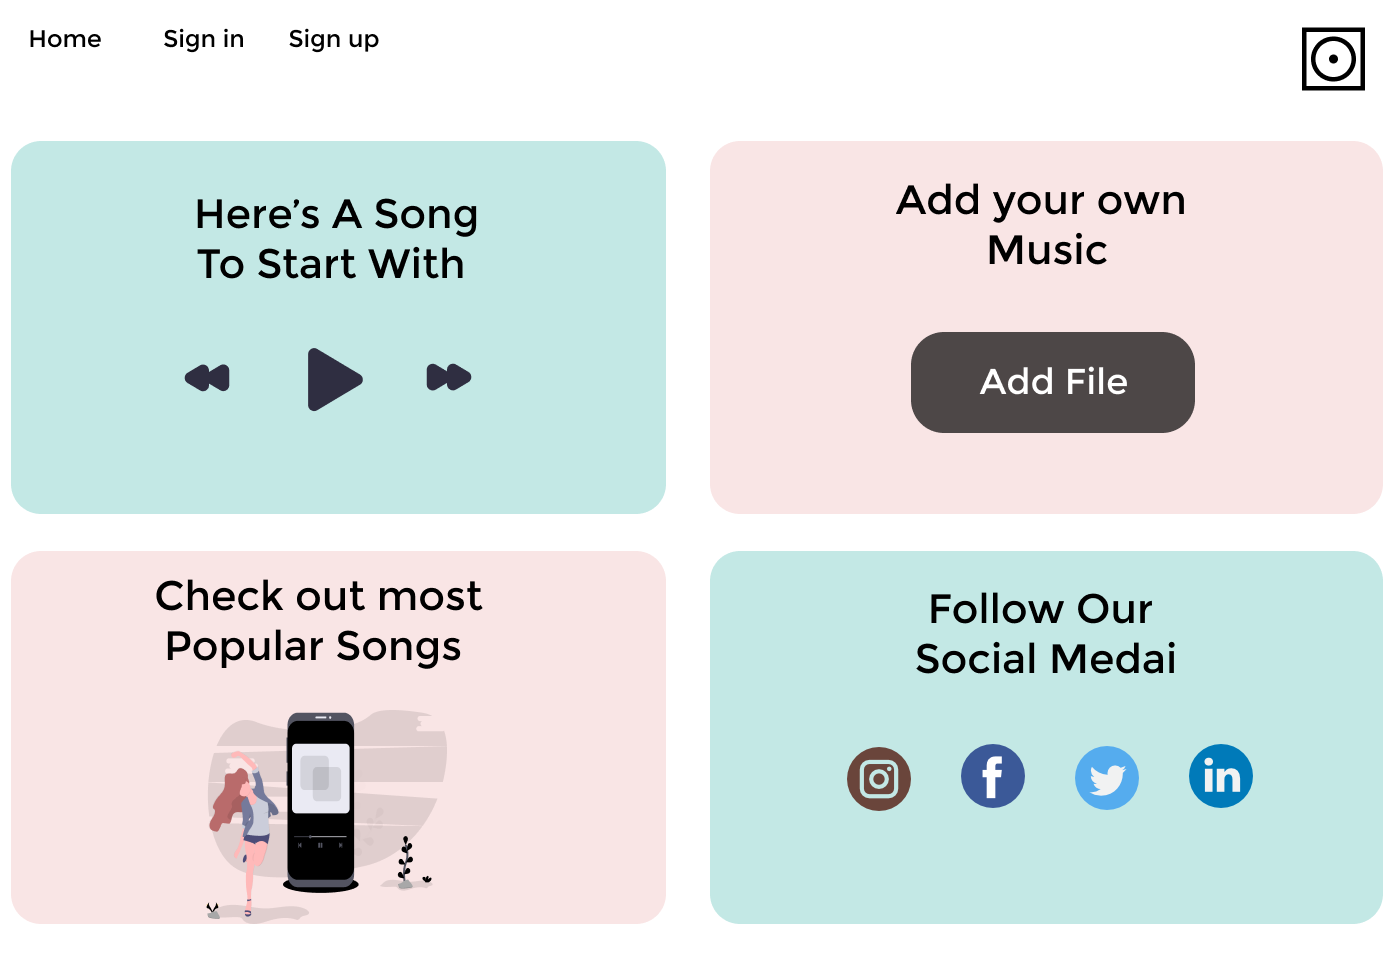 Home Sign in Sign up
Here’s A Song
To Start With
Add your own
Music
Add File
Check out most
Popular Songs
Follow Our
Social Medai